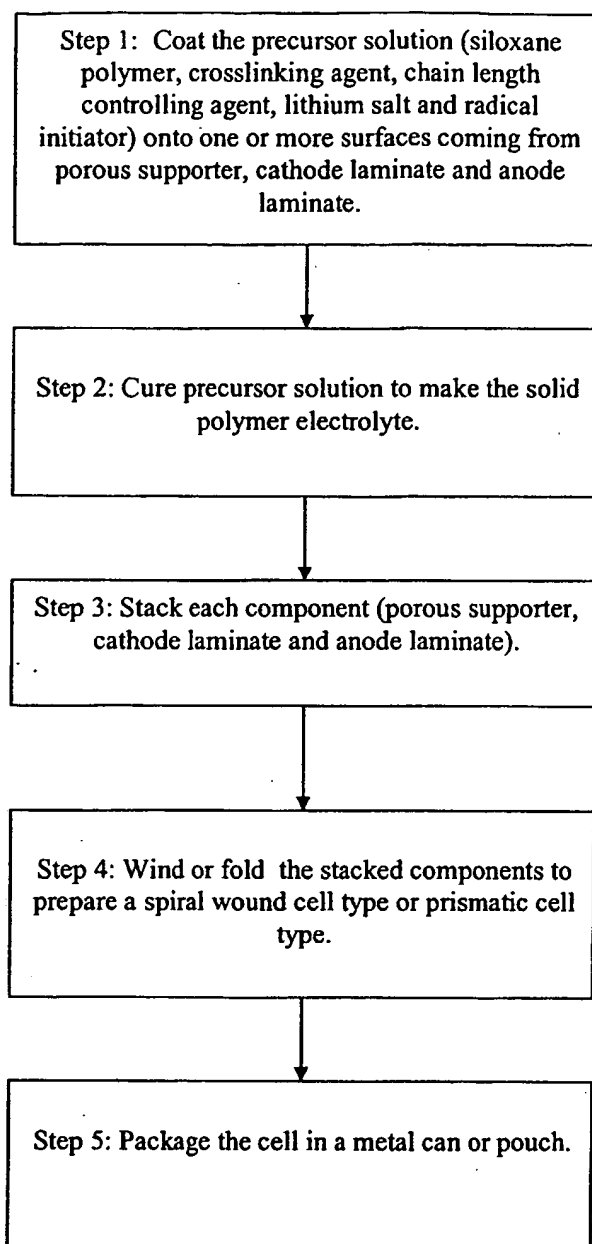 Step 1: Coat the precursor solution (siloxane
polymer, crosslinking agent, chain length
controlling agent, lithium salt and radical
initiator) onto one or more surfaces coming from
porous supporter, cathode laminate and anode
laminate.
Step 2: Cure precursor solution to make the solid
polymer electrolyte.
Step 3: Stack each component (porous supporter,
cathode laminate and anode laminate).
Step 4: Wind or fold the stacked components to
prepare a spiral wound cell type or prismatic cell
type.
Step 5: Package the cell in a metal can or pouch.